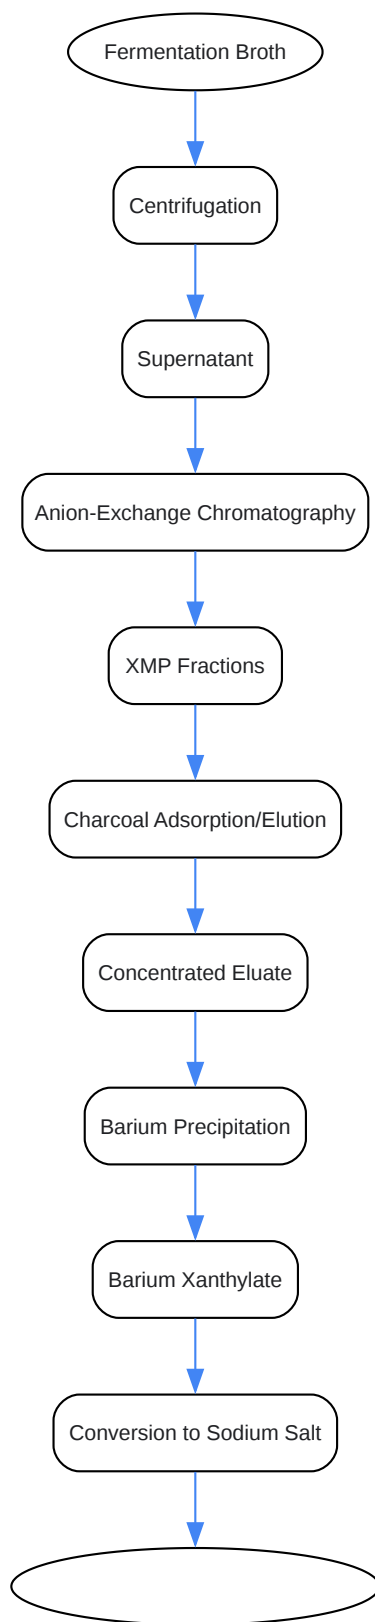 Fermentation Broth
Centrifugation
Supernatant
Anion-Exchange Chromatography
XMP Fractions
Charcoal Adsorption/Elution
Concentrated Eluate
Barium Precipitation
Barium Xanthylate
Conversion to Sodium Salt